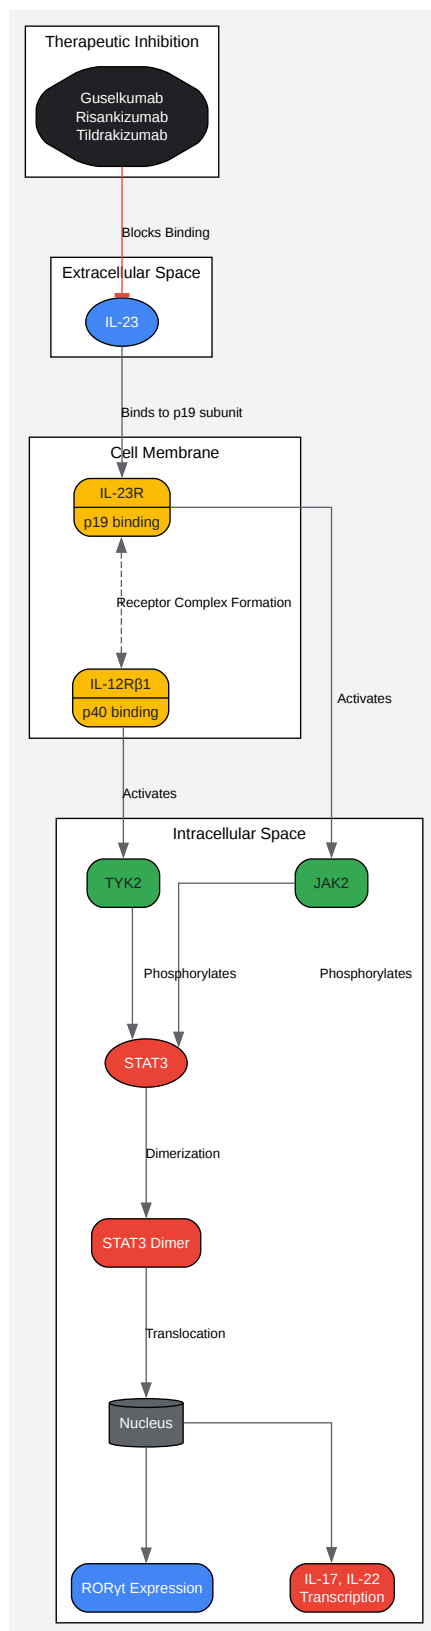 Therapeutic Inhibition
Guselkumab
Risankizumab
Tildrakizumab
Blocks Binding
Extracellular Space
IL-23
Binds to p19 subunit
Cell Membrane
IL-23R
p19 binding
Receptor Complex Formation
IL-12Rβ1
p40 binding
Activates
Activates
Intracellular Space
TYK2
JAK2
Phosphorylates
Phosphorylates
STAT3
Dimerization
STAT3 Dimer
Translocation
Nucleus
RORγt Expression
IL-17, IL-22
Transcription